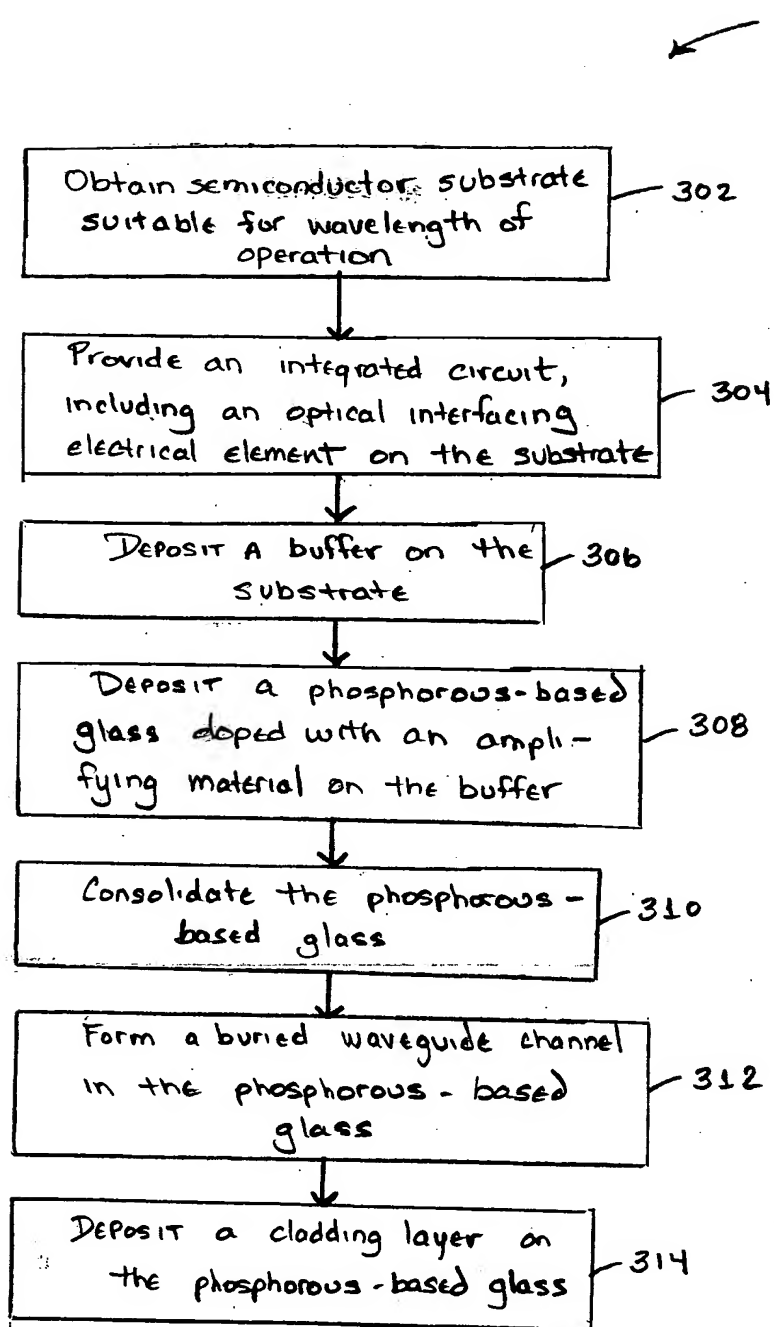 Obtain semiconductor substrate
suitable for wavelength of
operation
302
Provide an integrated circuit,
including an optical interfacing
electrical element on the substrate
304
Deposit A buffer on the
substrate
306
Deposit a phosphorous-based
glass doped with an ampli-
fying material on the buffer
308
Consolidate the phosphorous-
based glass
310
Form a buried waveguide channel
in the phosphorous-based
glass
312
Deposit a cladding layer on
the phosphorous-based glass
314